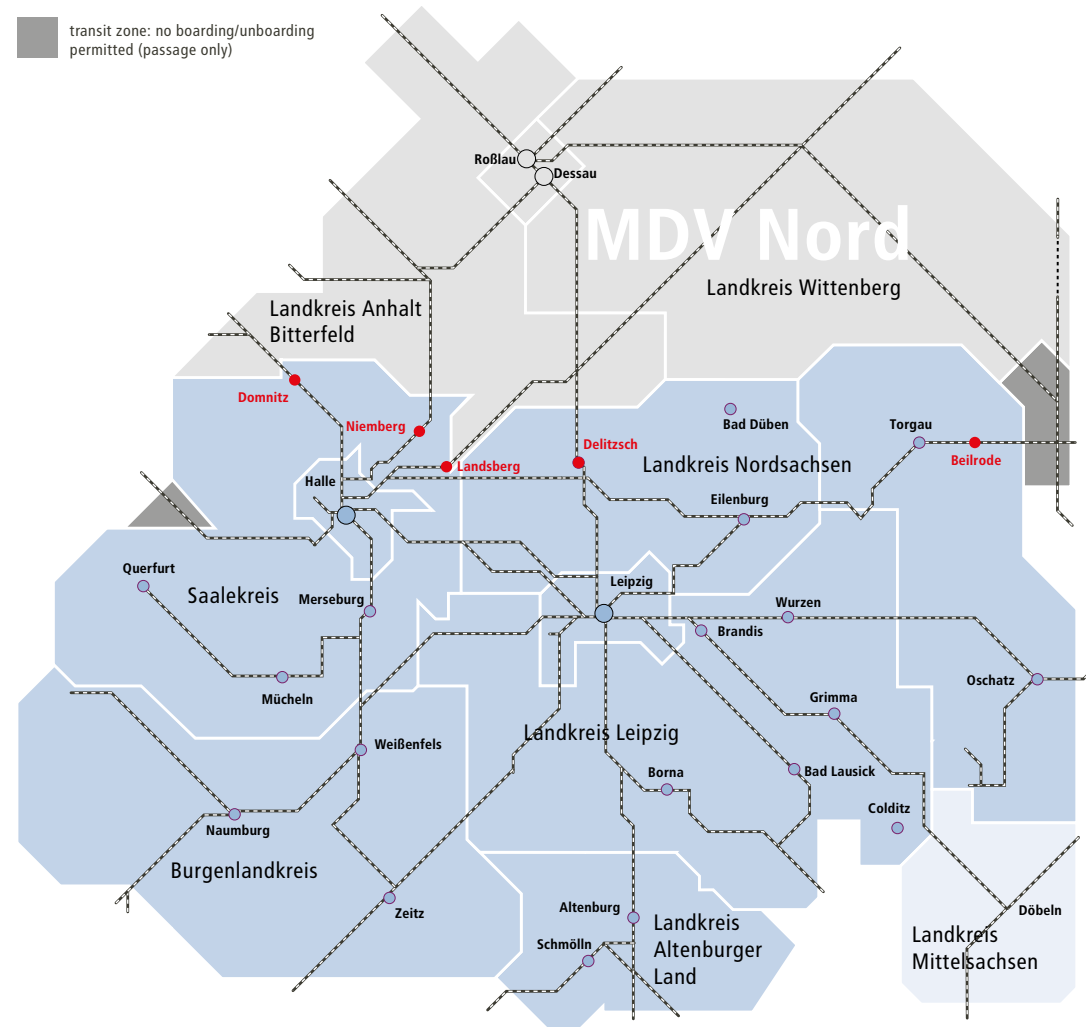 transit zone: no boarding/unboarding
permitted (passage only)
Roßlau
Dessau
MDV Nord
Landkreis Wittenberg
Landkreis Anhalt
Bitterfeld
Domnitz
Niemberg
Landsberg
Delitzsch
Bad Düben
Torgau
Beilrode
Landkreis Nordsachsen
Halle
Eilenburg
Querfurt
Saalekreis
Merseburg
Leipzig
Wurzen
Brandis
Mücheln
Oschatz
Grimma
Landkreis Leipzig
Weißenfels
Borna
Bad Lausick
Colditz
Naumburg
Burgenlandkreis
Zeitz
Altenburg
Schmölln
Landkreis
Altenburger
Land
Döbeln
Landkreis
Mittelsachsen